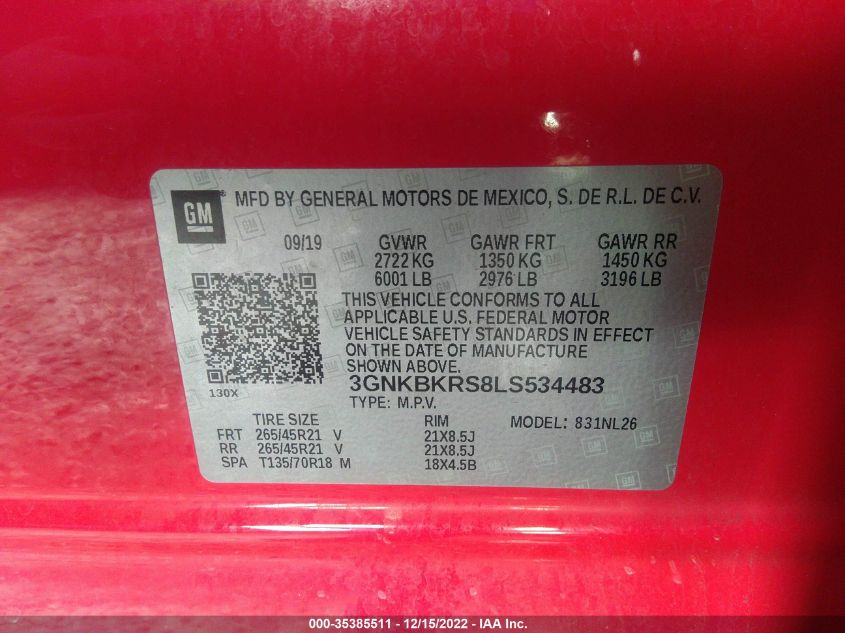 GM ® MFD BY GENERAL MOTORS DE MEXICO, S. DE R.L. DE C.V.
09/19 GVWR GAWR FRT GAWR RR
2722 KG 1350 KG 1450 KG
6001 LB 2976 LB 3196 LB
THIS VEHICLE CONFORMS TO ALL
APPLICABLE U.S. FEDERAL MOTOR
VEHICLE SAFETY STANDARDS IN EFFECT
ON THE DATE OF MANUFACTURE
SHOWN ABOVE.
130X 3GNKBKRS8LS534483
TYPE: M.P.V.
TIRE SIZE RIM MODEL: 831NL26
FRT 265/45R21 V 21X8.5J
RR 265/45R21 V 21X8.5J
SPA T135/70R18 M 18X4.5B
000-35385511 - 12/15/2022 - IAA Inc.